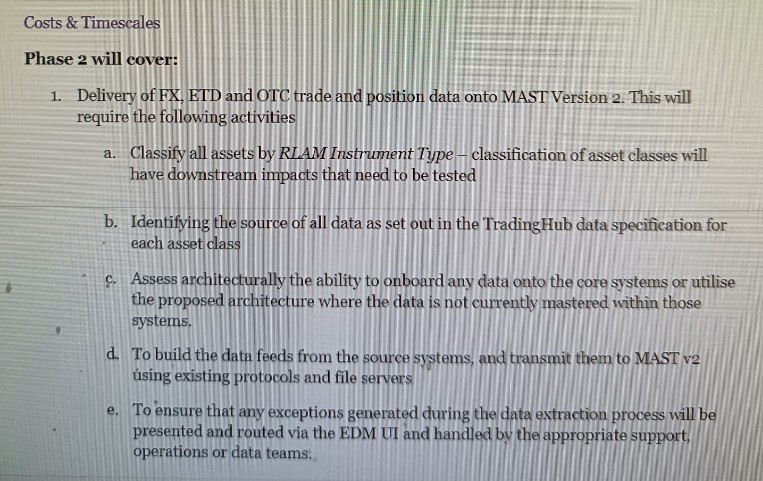 Costs & Timescales
Phase 2 will cover:
1. Delivery of FX, ETD and OTC trade and position data onto MAST Version 2. This will
require the following activities
a. Classify all assets by RLAM Instrument Type – classification of asset classes will
have downstream impacts that need to be tested
b. Identifying the source of all data as set out in the TradingHub data specification for
each asset class
c. Assess architecturally the ability to onboard any data onto the core systems or utilise
the proposed architecture where the data is not currently mastered within those
systems.
d. To build the data feeds from the source systems, and transmit them to MAST v2
using existing protocols and file servers
e. To ensure that any exceptions generated during the data extraction process will be
presented and routed via the EDM UI and handled by the appropriate support,
operations or data teams.